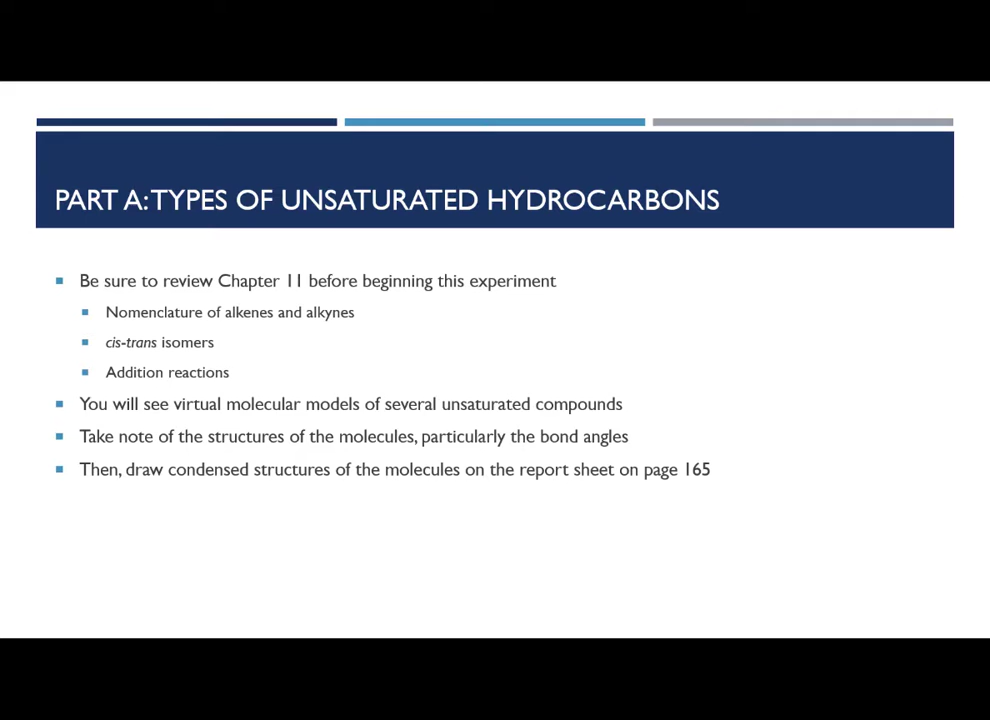 PART A: TYPES OF UNSATURATED HYDROCARBONS
Be sure to review Chapter 11 before beginning this experiment
Nomenclature of alkenes and alkynes
cis-trans isomers
Addition reactions
You will see virtual molecular models of several unsaturated compounds
Take note of the structures of the molecules, particularly the bond angles
Then, draw condensed structures of the molecules on the report sheet on page 165